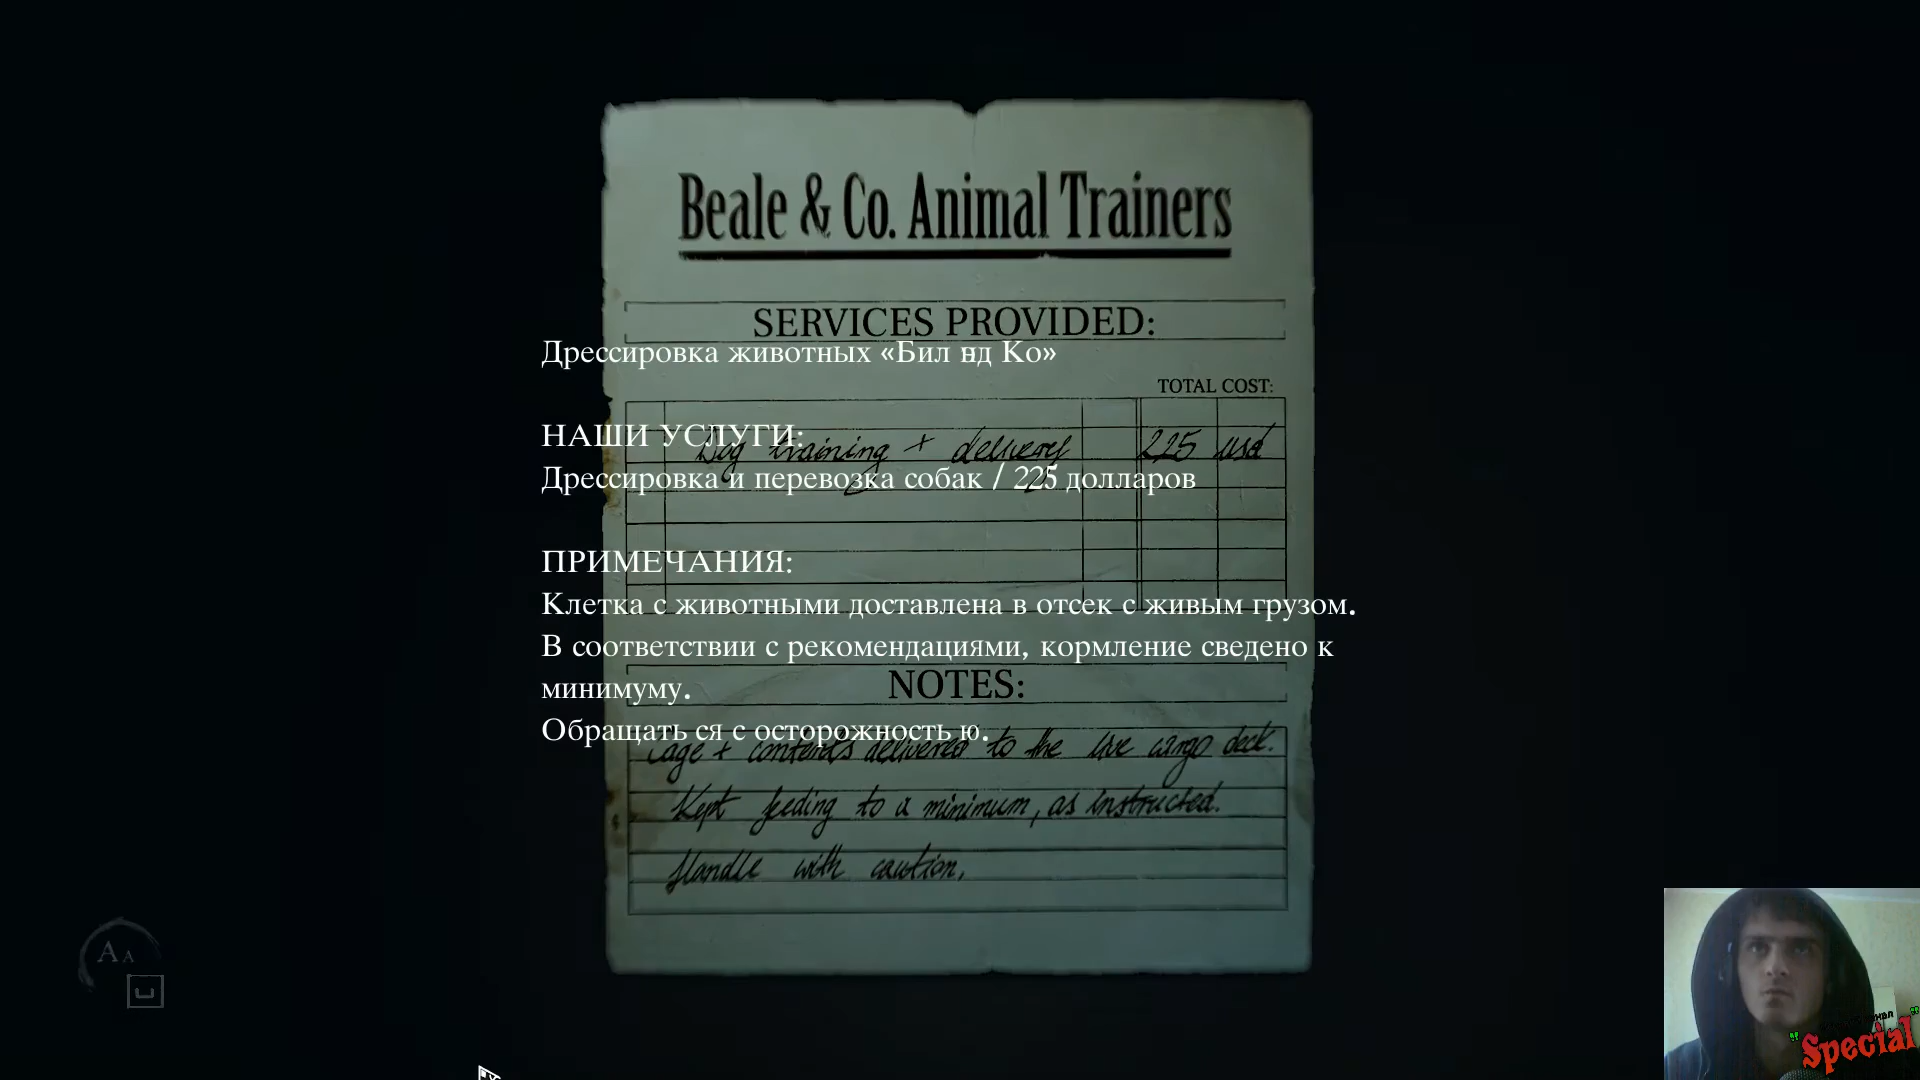 Beale & Co. Animal Trainers
SERVICES PROVIDED:
Дрессировка животных «Бил нд Ко»
TOTAL COST:
НАШИ УСЛУГИ:
Dog training + delivery 225 usd
Дрессировка и перевозка собак / 225 долларов
ПРИМЕЧАНИЯ:
Клетка с животными доставлена в отсек с живым грузом.
В соответствии с рекомендациями, кормление сведено к
минимуму.
NOTES:
Обращать ся с осторожность ю.
Cage + contents delivered to the live cargo deck.
Kept feeding to a minimum, as instructed.
Handle with caution.
A A
"Special"